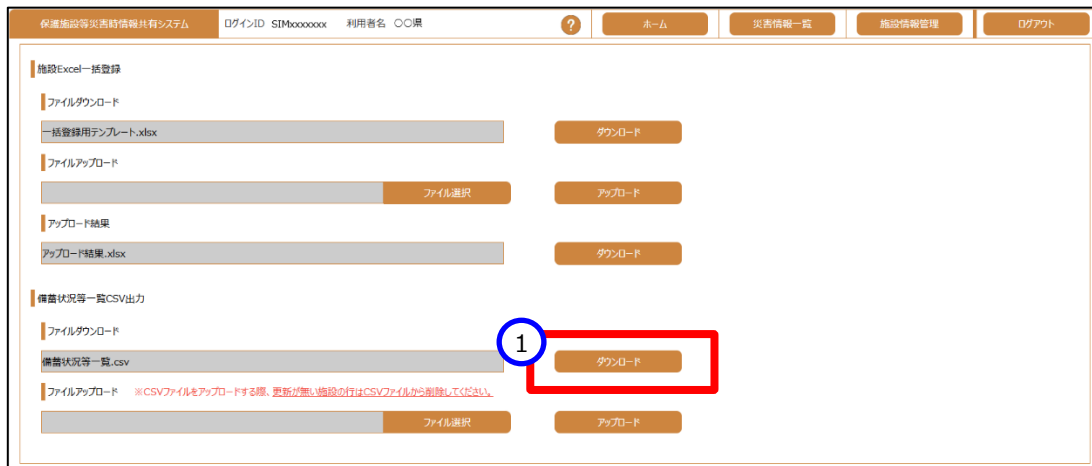 保護施設等災害時情報共有システム ログインID SIMxxxxxxx 利用者名 〇〇県 ? ホーム 災害情報一覧 施設情報管理 ログアウト
施設Excel一括登録
ファイルダウンロード
一括登録用テンプレート.xlsx ダウンロード
ファイルアップロード
ファイル選択 アップロード
アップロード結果
アップロード結果.xlsx ダウンロード
備蓄状況等一覧CSV出力
ファイルダウンロード
1
備蓄状況等一覧.csv ダウンロード
ファイルアップロード ※CSVファイルをアップロードする際、更新が無い施設の行はCSVファイルから削除してください。
ファイル選択 アップロード